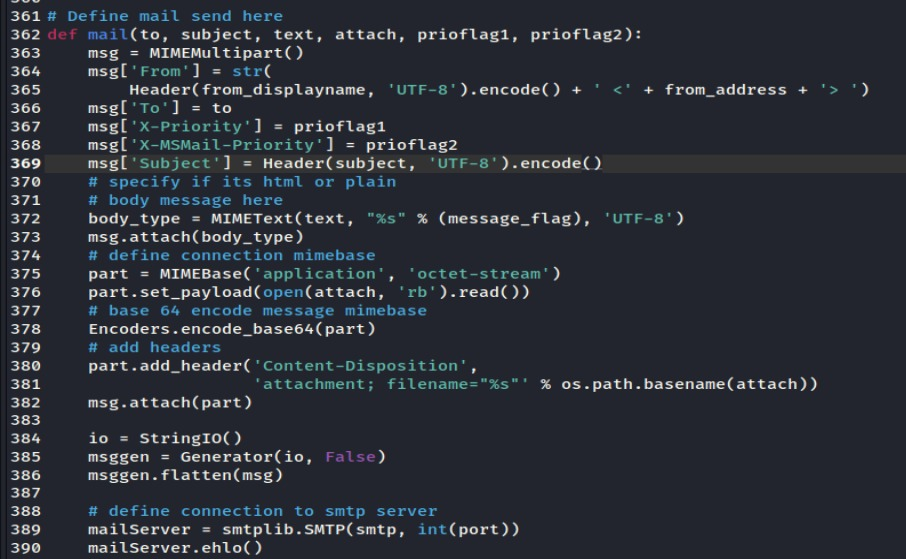 361 # Define mail send here
362 def mail(to, subject, text, attach, prioflag1, prioflag2):
363     msg = MIMEMultipart()
364     msg['From'] = str(
365         Header(from_displayname, 'UTF-8').encode() + ' <' + from_address + '> ')
366     msg['To'] = to
367     msg['X-Priority'] = prioflag1
368     msg['X-MSMail-Priority'] = prioflag2
369     msg['Subject'] = Header(subject, 'UTF-8').encode()
370     # specify if its html or plain
371     # body message here
372     body_type = MIMEText(text, "%s" % (message_flag), 'UTF-8')
373     msg.attach(body_type)
374     # define connection mimebase
375     part = MIMEBase('application', 'octet-stream')
376     part.set_payload(open(attach, 'rb').read())
377     # base 64 encode message mimebase
378     Encoders.encode_base64(part)
379     # add headers
380     part.add_header('Content-Disposition',
381                     'attachment; filename="%s"' % os.path.basename(attach))
382     msg.attach(part)
383
384     io = StringIO()
385     msggen = Generator(io, False)
386     msggen.flatten(msg)
387
388     # define connection to smtp server
389     mailServer = smtplib.SMTP(smtp, int(port))
390     mailServer.ehlo()